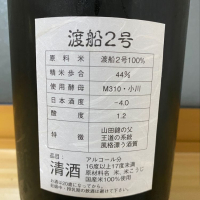 渡船2号
原料米 渡船2号100%
精米歩合 44%
使用酵母 M310・小川
日本酒度 -4.0
酸度 1.2
特徴 山田錦の父
王道の系統
風格漂う酒質
品目:
清酒
アルコール分
16度以上17度未満
原材料名 米、米こうじ
国産米100%使用